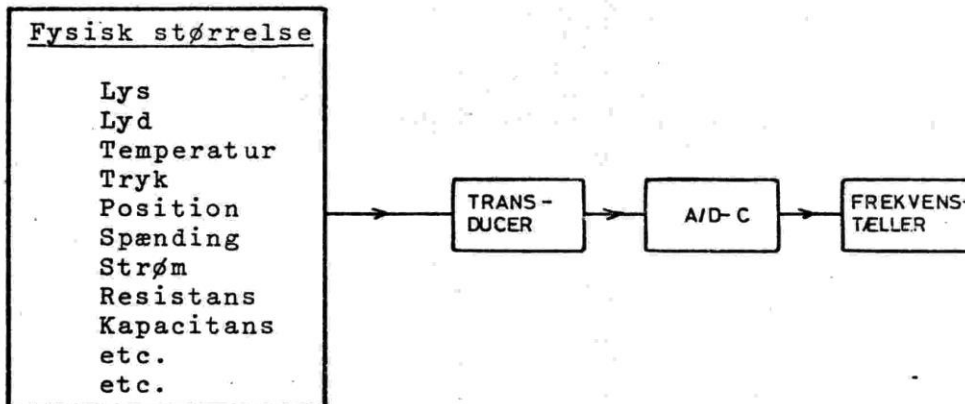 Fysisk størrelse
Lys
Lyd
Temperatur
Tryk
Position
Spænding
Strøm
Resistans
Kapacitans
etc.
etc.
TRANS-
DUCER
A/D-C
FREKVENS-
TÆLLER